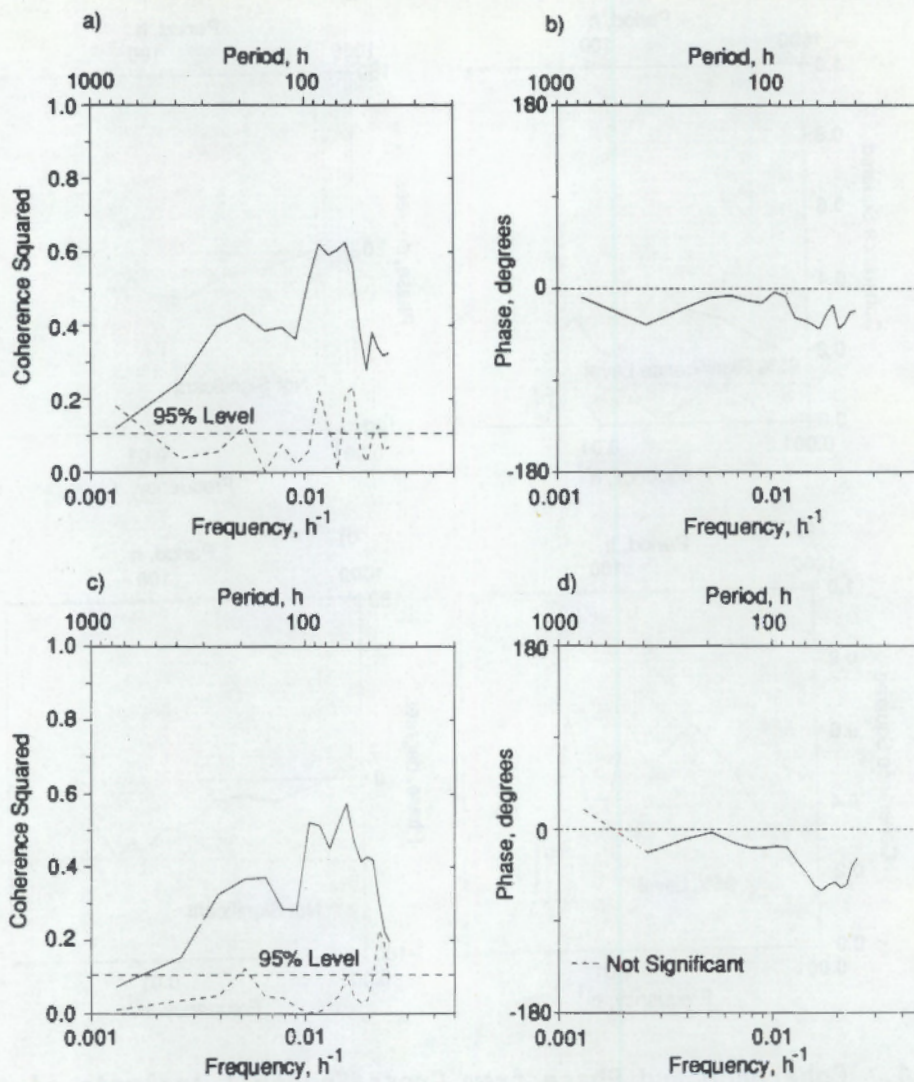 a)
Period, h
1000 100
1.0
0.8
0.6
0.4
0.2
0.0
Coherence Squared
95% Level
0.001 0.01
Frequency, h-1
b)
Period, h
1000 100
180
0
-180
Phase, degrees
0.001 0.01
Frequency, h-1
c)
Period, h
1000 100
1.0
0.8
0.6
0.4
0.2
0.0
Coherence Squared
95% Level
0.001 0.01
Frequency, h-1
d)
Period, h
1000 100
180
0
-180
Phase, degrees
Not Significant
0.001 0.01
Frequency, h-1